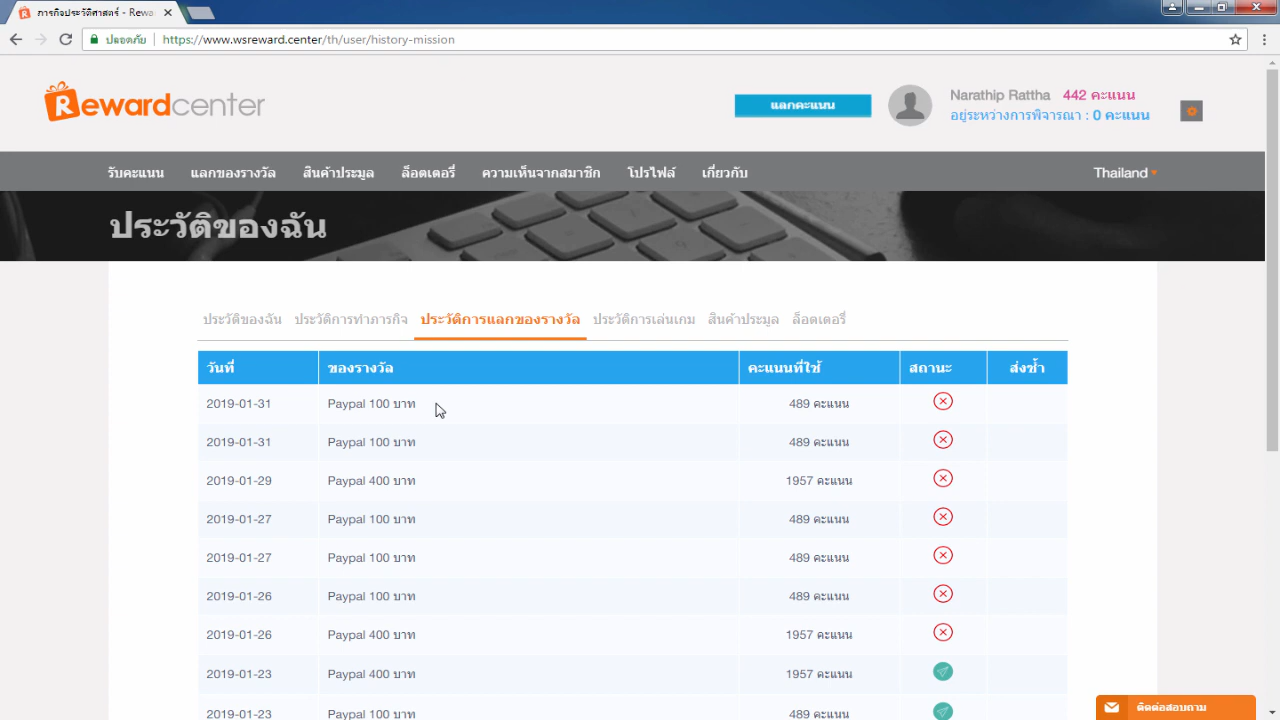 ภารกิจประวัติศาสตร์ - Rewa
ปลอดภัย
https://www.wsreward.center/th/user/history-mission
Rewardcenter
แลกคะแนน
Narathip Rattha 442 คะแนน
อยู่ระหว่างการพิจารณา : 0 คะแนน
รับคะแนน แลกของรางวัล สินค้าประมูล ล็อตเตอรี่ ความเห็นจากสมาชิก โปรไฟล์ เกี่ยวกับ Thailand
ประวัติของฉัน
ประวัติของฉัน ประวัติการทำภารกิจ ประวัติการแลกของรางวัล ประวัติการเล่นเกม สินค้าประมูล ล็อตเตอรี่
วันที่ ของรางวัล คะแนนที่ใช้ สถานะ ส่งซ้ำ
2019-01-31 Paypal 100 บาท 489 คะแนน
2019-01-31 Paypal 100 บาท 489 คะแนน
2019-01-29 Paypal 400 บาท 1957 คะแนน
2019-01-27 Paypal 100 บาท 489 คะแนน
2019-01-27 Paypal 100 บาท 489 คะแนน
2019-01-26 Paypal 100 บาท 489 คะแนน
2019-01-26 Paypal 400 บาท 1957 คะแนน
2019-01-23 Paypal 400 บาท 1957 คะแนน
2019-01-23 Paypal 100 บาท 489 คะแนน
ติดต่อสอบถาม